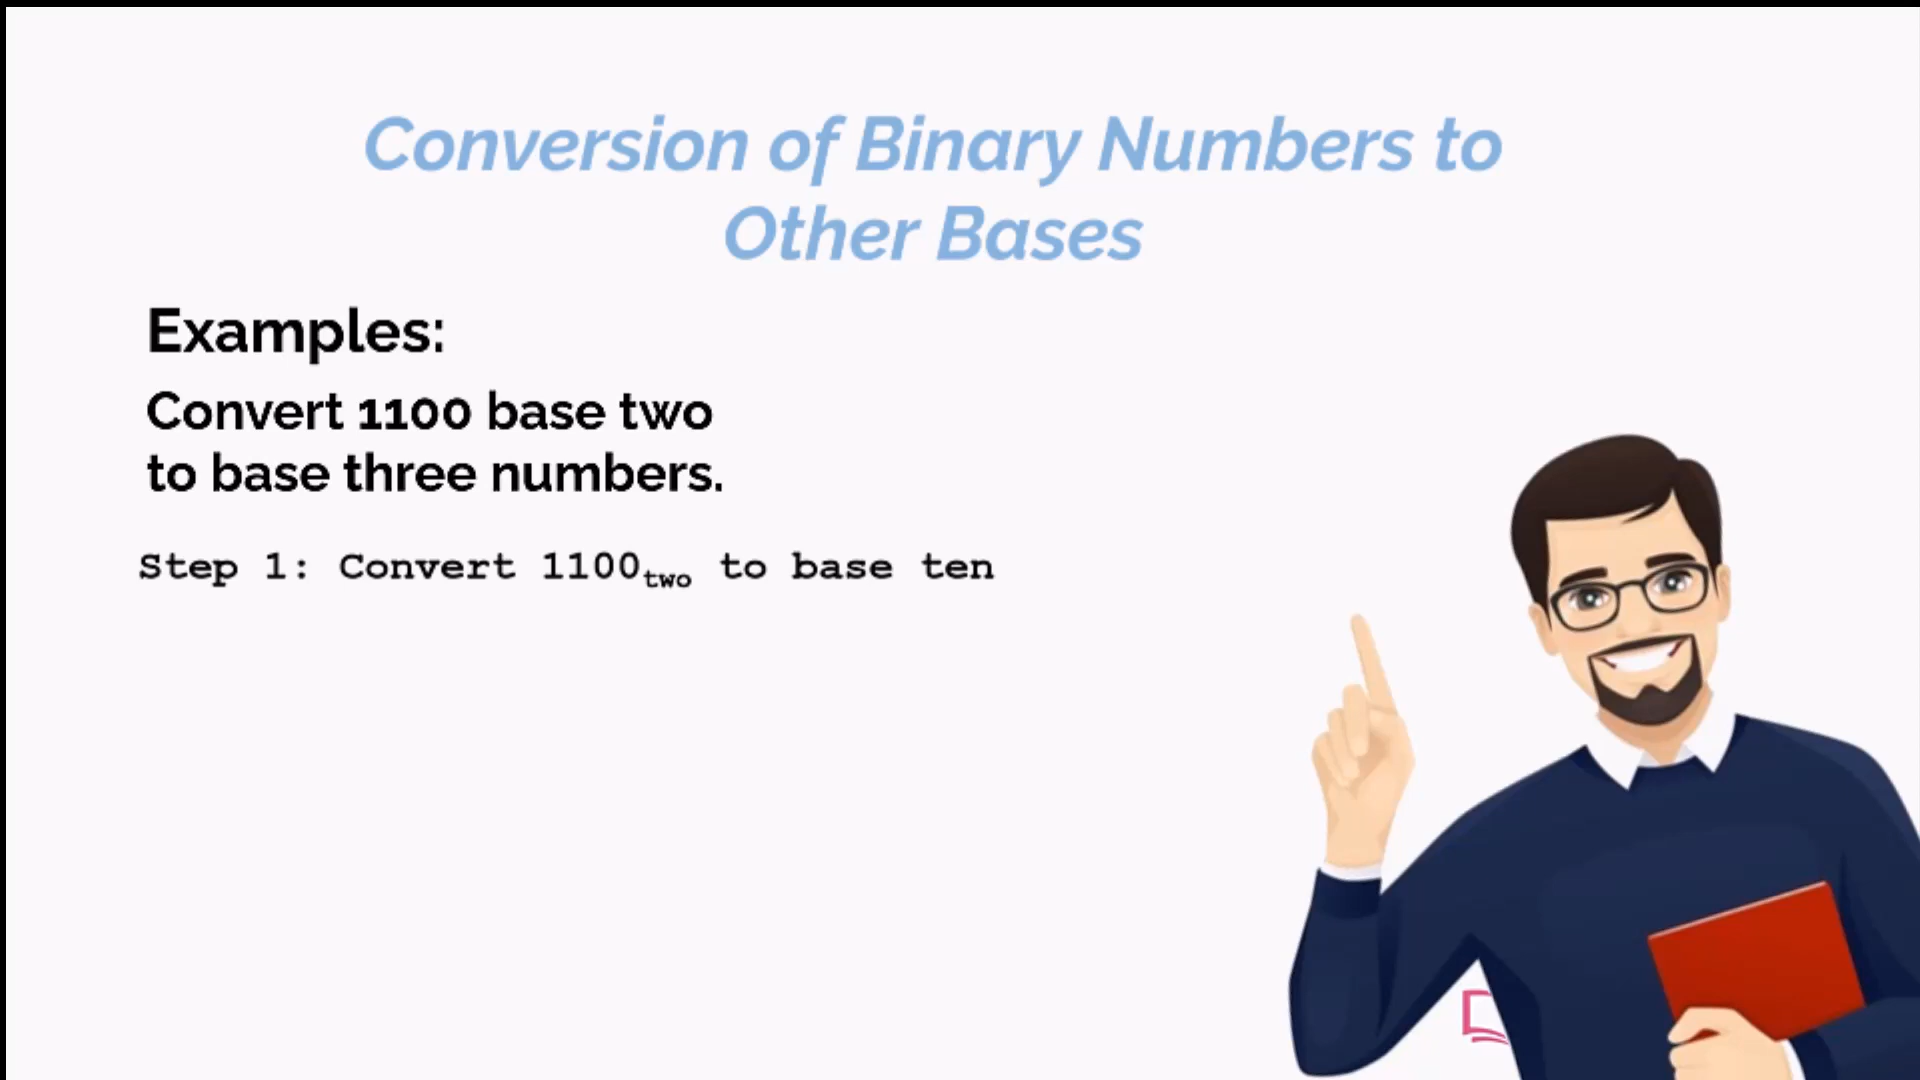 Conversion of Binary Numbers to
Other Bases
Examples:
Convert 1100 base two
to base three numbers.
Step 1: Convert 1100two to base ten